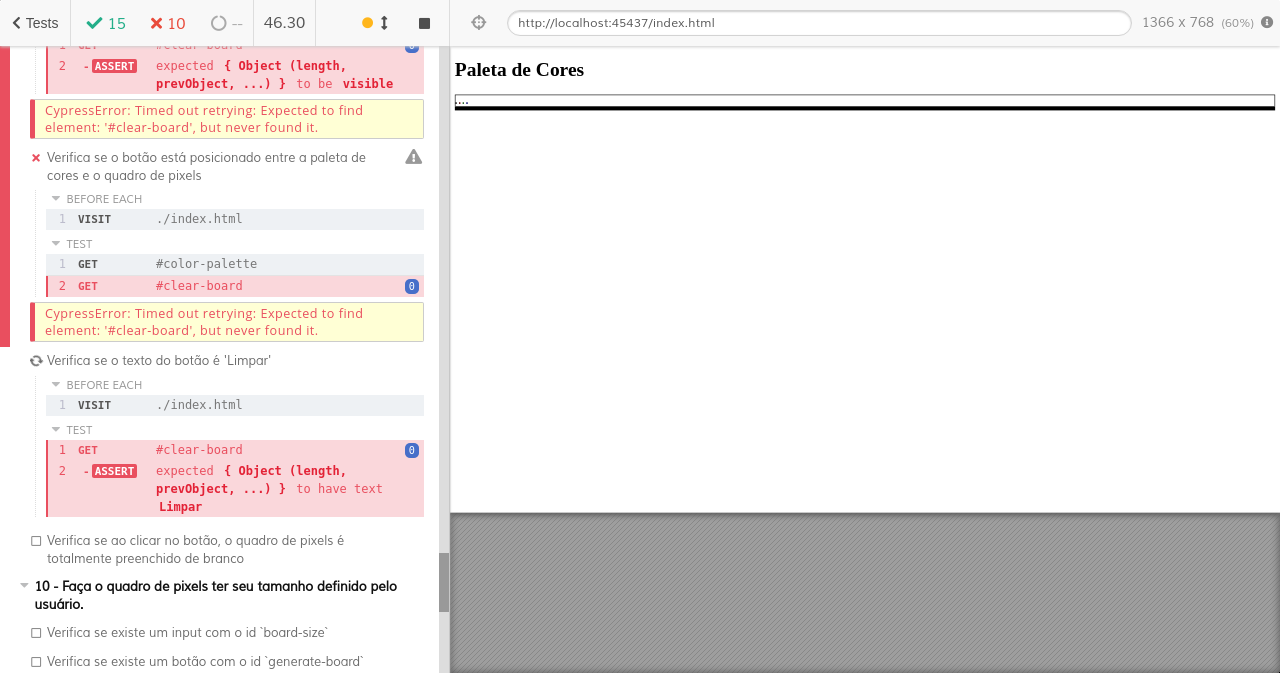 Tests 15 10 -- 46.30
http://localhost:45437/index.html 1366 x 768 (60%)
1 GET #clear-board 0
2 -ASSERT expected { Object (length,
prevObject, ...) } to be visible
CypressError: Timed out retrying: Expected to find
element: '#clear-board', but never found it.
Verifica se o botão está posicionado entre a paleta de
cores e o quadro de pixels
BEFORE EACH
1 VISIT ./index.html
TEST
1 GET #color-palette
2 GET #clear-board 0
CypressError: Timed out retrying: Expected to find
element: '#clear-board', but never found it.
Verifica se o texto do botão é 'Limpar'
BEFORE EACH
1 VISIT ./index.html
TEST
1 GET #clear-board 0
2 -ASSERT expected { Object (length,
prevObject, ...) } to have text
Limpar
Verifica se ao clicar no botão, o quadro de pixels é
totalmente preenchido de branco
10 - Faça o quadro de pixels ter seu tamanho definido pelo
usuário.
Verifica se existe um input com o id `board-size`
Verifica se existe um botão com o id `generate-board`
Paleta de Cores
....